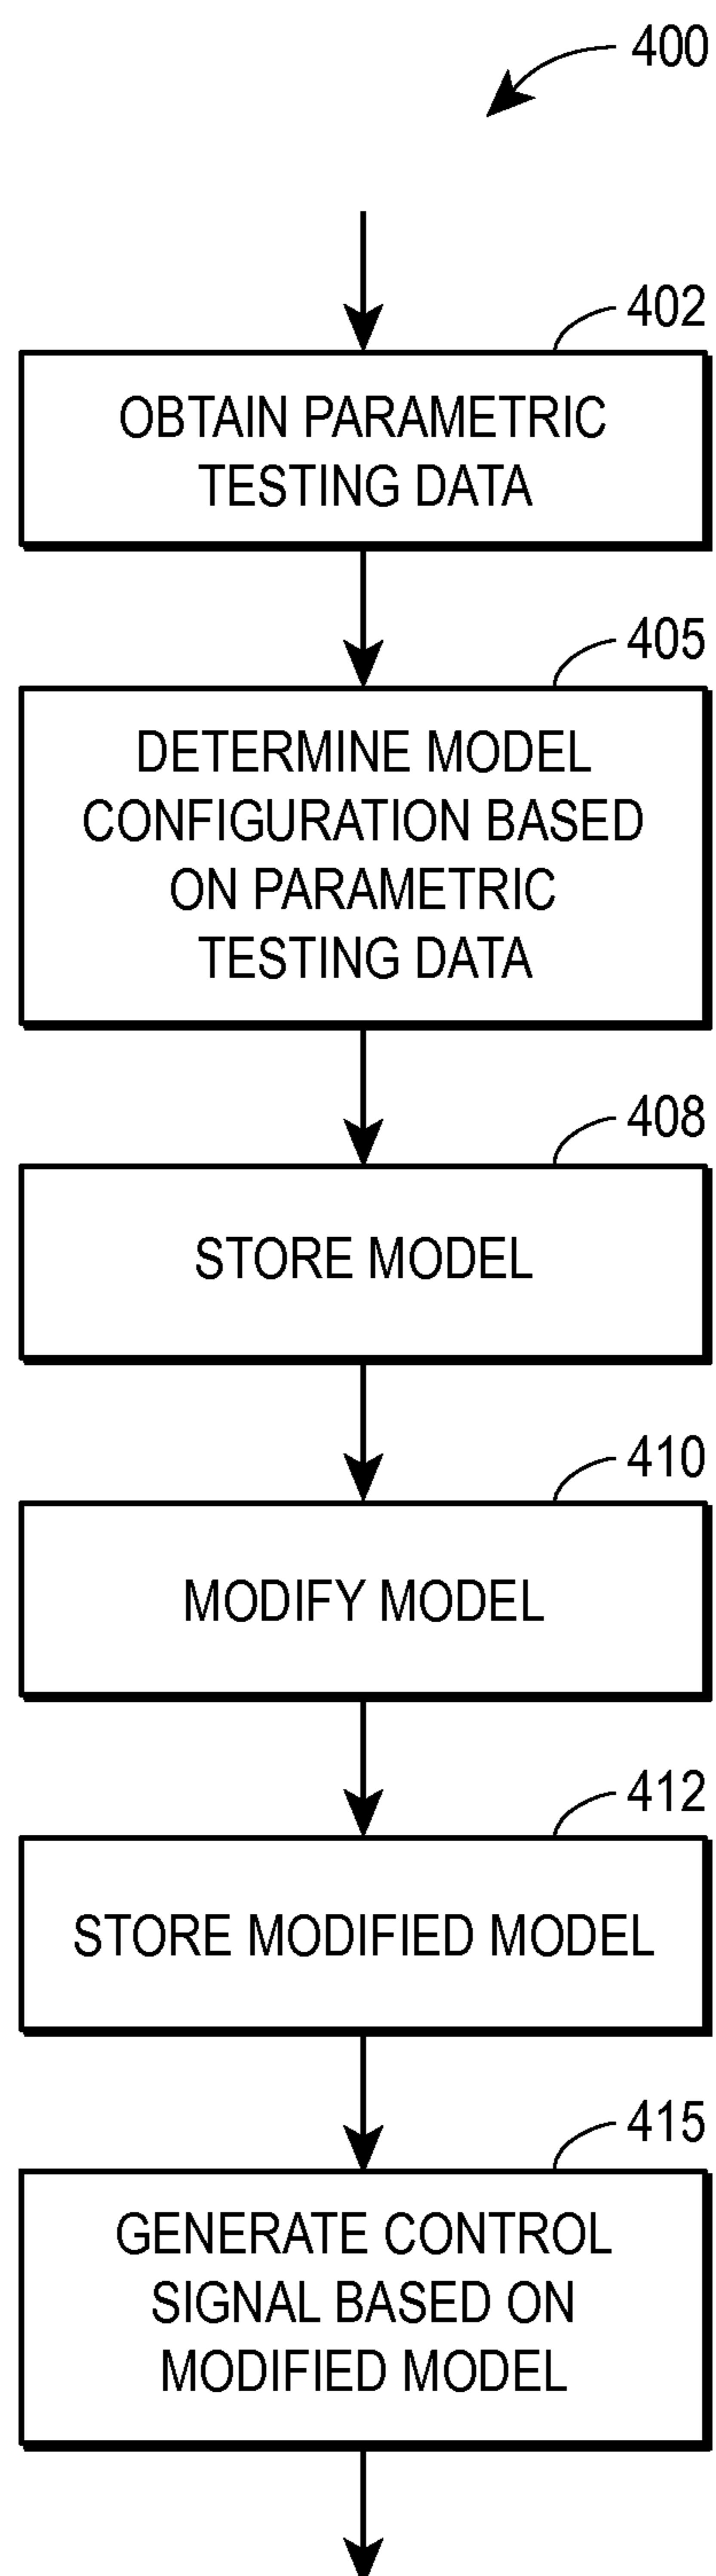 400
402
OBTAIN PARAMETRIC
TESTING DATA
405
DETERMINE MODEL
CONFIGURATION BASED
ON PARAMETRIC
TESTING DATA
408
STORE MODEL
410
MODIFY MODEL
412
STORE MODIFIED MODEL
415
GENERATE CONTROL
SIGNAL BASED ON
MODIFIED MODEL